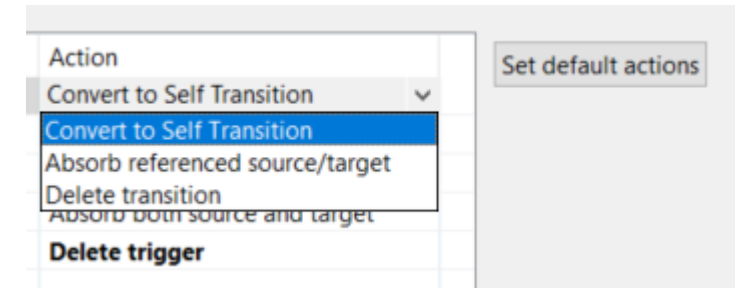 Action
Set default actions
Convert to Self Transition
Convert to Self Transition
Absorb referenced source/target
Delete transition
Absorb both source and target
Delete trigger